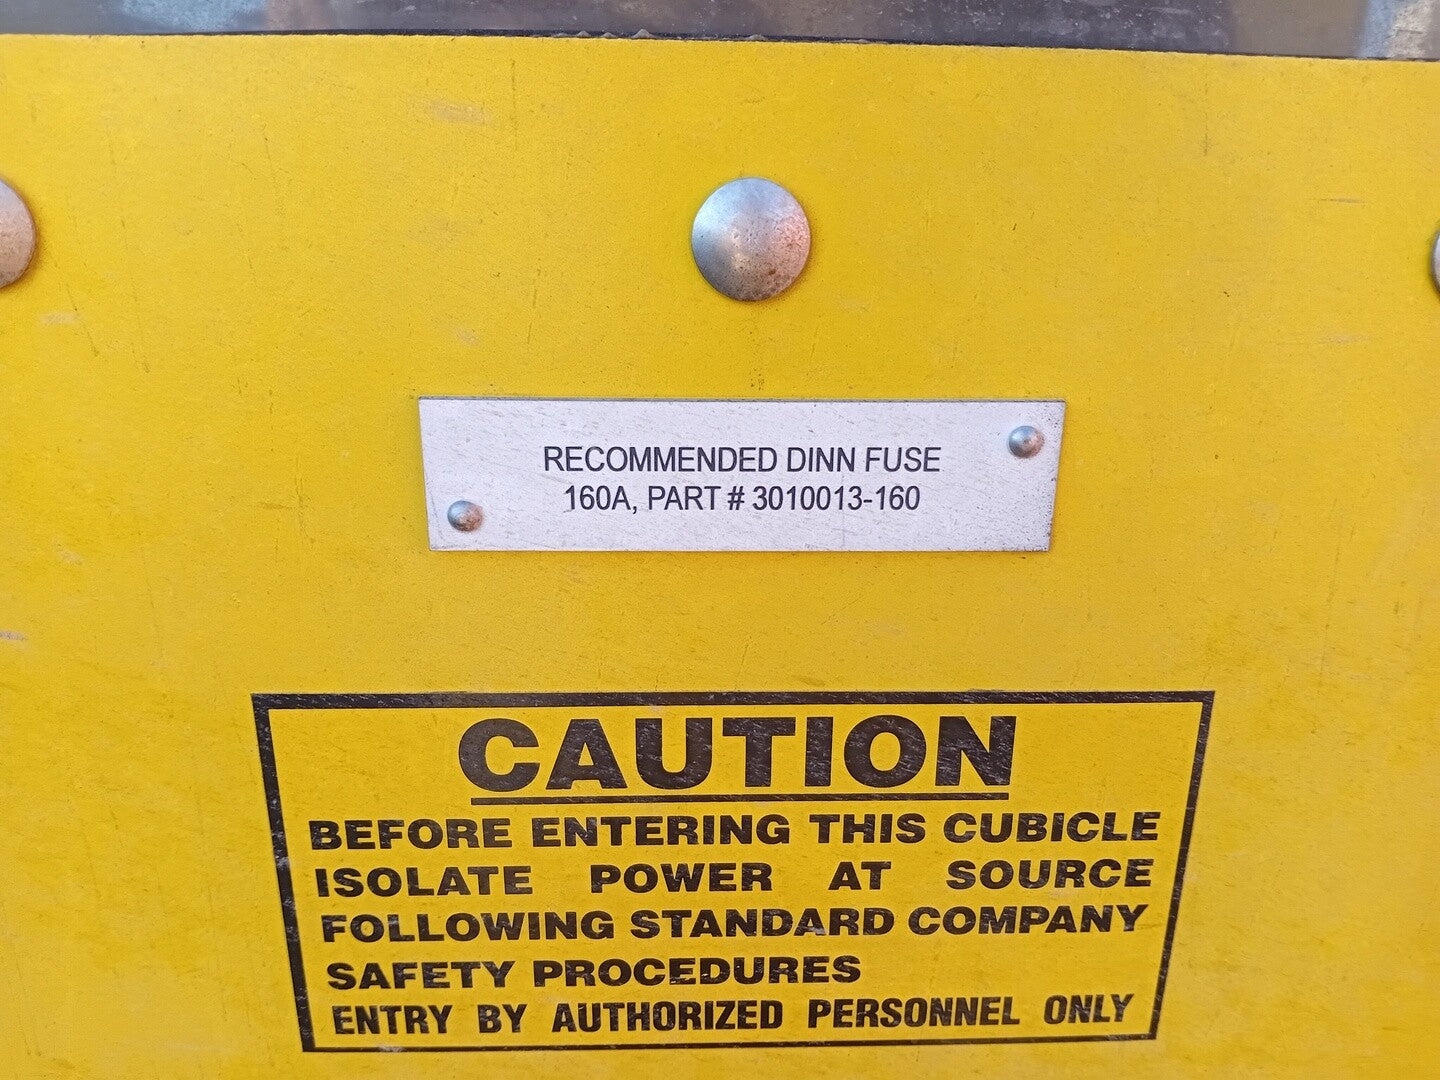 RECOMMENDED DINN FUSE
160A, PART # 3010013-160
CAUTION
BEFORE ENTERING THIS CUBICLE
ISOLATE POWER AT SOURCE
FOLLOWING STANDARD COMPANY
SAFETY PROCEDURES
ENTRY BY AUTHORIZED PERSONNEL ONLY